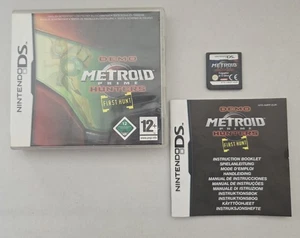 NINTENDO DS
DEMO
METROID
PRIME
HUNTERS
FIRST HUNT
12+
NINTENDO DS
METROID
DEMO
METROID
PRIME
HUNTERS
FIRST HUNT
INSTRUCTION BOOKLET
SPIELANLEITUNG
MODE D'EMPLOI
HANDLEIDING
MANUAL DE INSTRUCCIONES
MANUAL DE INSTRUÇÕES
MANUALE DI ISTRUZIONI
INSTRUKTIONSBOK
INSTRUKTIONSBOG
KÄYTTÖOHJEET
INSTRUKSJONSHEFTE
NINTENDO DS